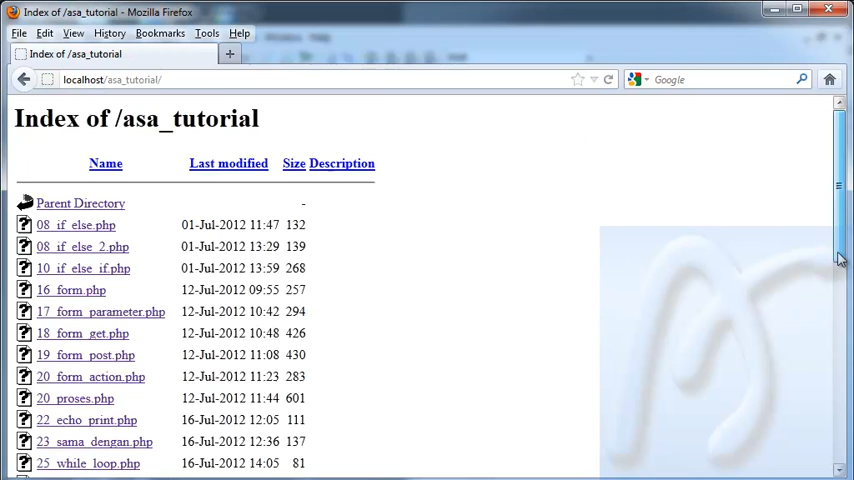 Index of /asa_tutorial - Mozilla Firefox
File Edit View History Bookmarks Tools Help
Index of /asa_tutorial
localhost/asa_tutorial/
Google
Index of /asa_tutorial
Name Last modified Size Description
Parent Directory -
08_if_else.php 01-Jul-2012 11:47 132
08_if_else_2.php 01-Jul-2012 13:29 139
10_if_else_if.php 01-Jul-2012 13:59 268
16_form.php 12-Jul-2012 09:55 257
17_form_parameter.php 12-Jul-2012 10:42 294
18_form_get.php 12-Jul-2012 10:48 426
19_form_post.php 12-Jul-2012 11:08 430
20_form_action.php 12-Jul-2012 11:23 283
20_proses.php 12-Jul-2012 11:44 601
22_echo_print.php 16-Jul-2012 12:05 111
23_sama_dengan.php 16-Jul-2012 12:36 137
25_while_loop.php 16-Jul-2012 14:05 81